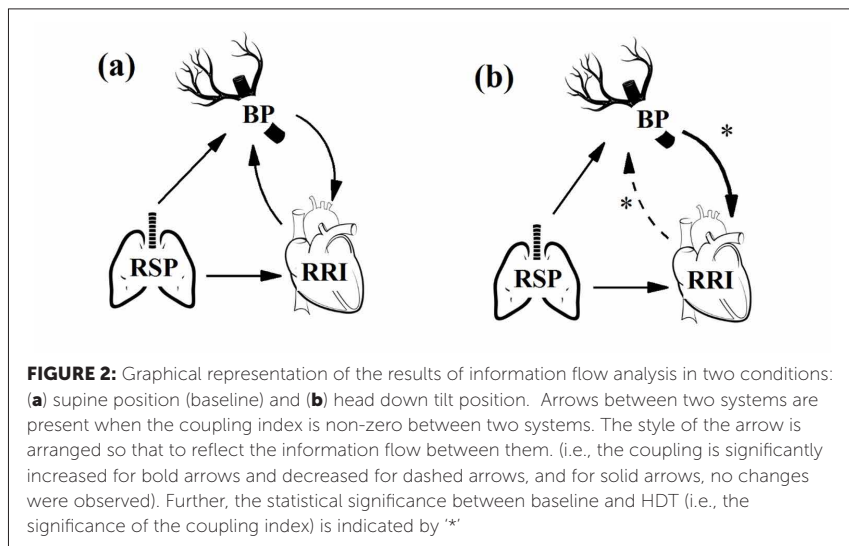 (a)
BP
RSP
RRI
(b)
BP
*
*
RSP
RRI
FIGURE 2: Graphical representation of the results of information flow analysis in two conditions:
(a) supine position (baseline) and (b) head down tilt position. Arrows between two systems are
present when the coupling index is non-zero between two systems. The style of the arrow is
arranged so that to reflect the information flow between them. (i.e., the coupling is significantly
increased for bold arrows and decreased for dashed arrows, and for solid arrows, no changes
were observed). Further, the statistical significance between baseline and HDT (i.e., the
significance of the coupling index) is indicated by '*'